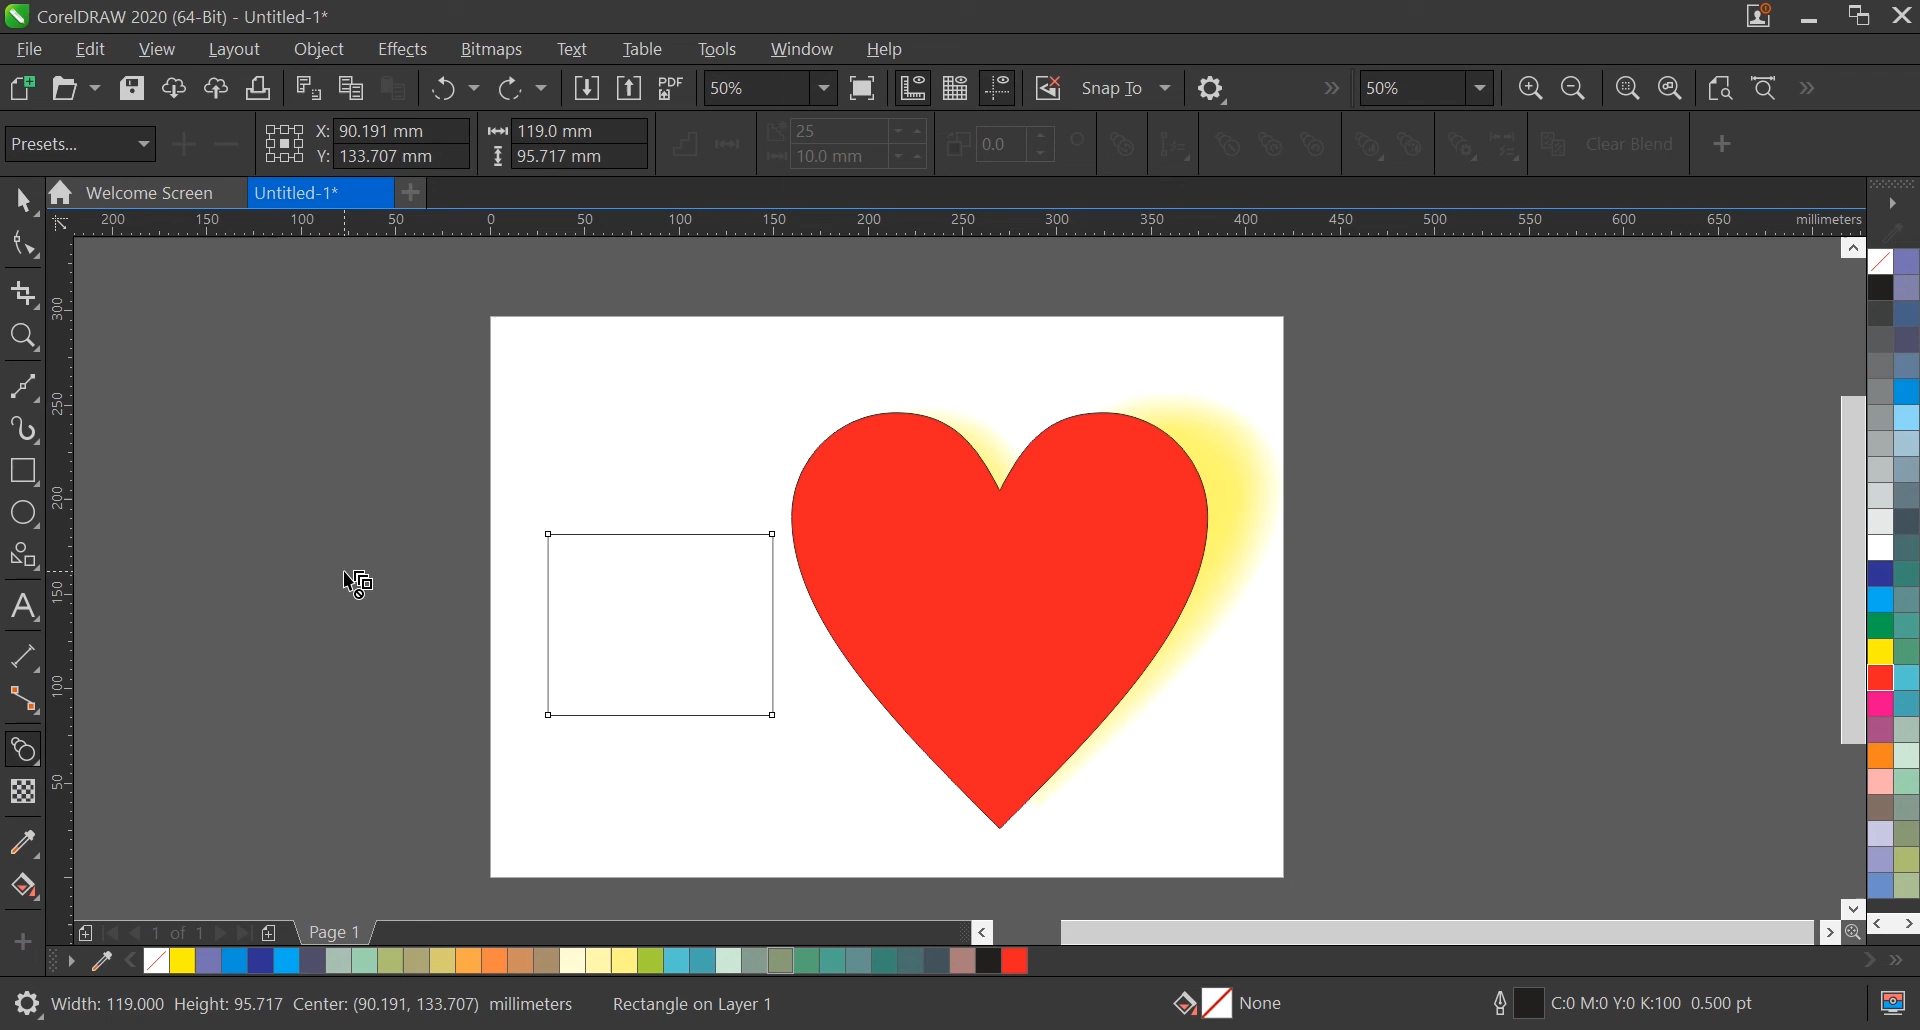 CorelDRAW 2020 (64-Bit) - Untitled-1*
File Edit View Layout Object Effects Bitmaps Text Table Tools Window Help
PDF 50% Snap To 50%
Presets... X: 90.191 mm 119.0 mm 25 0.0 Clear Blend
Y: 133.707 mm 95.717 mm 10.0 mm
Welcome Screen Untitled-1*
200 150 100 50 0 50 100 150 200 250 300 350 400 450 500 550 600 650 millimeters
300
250
200
150
100
50
1 of 1 Page 1
Width: 119.000 Height: 95.717 Center: (90.191, 133.707) millimeters Rectangle on Layer 1 None C:0 M:0 Y:0 K:100 0.500 pt